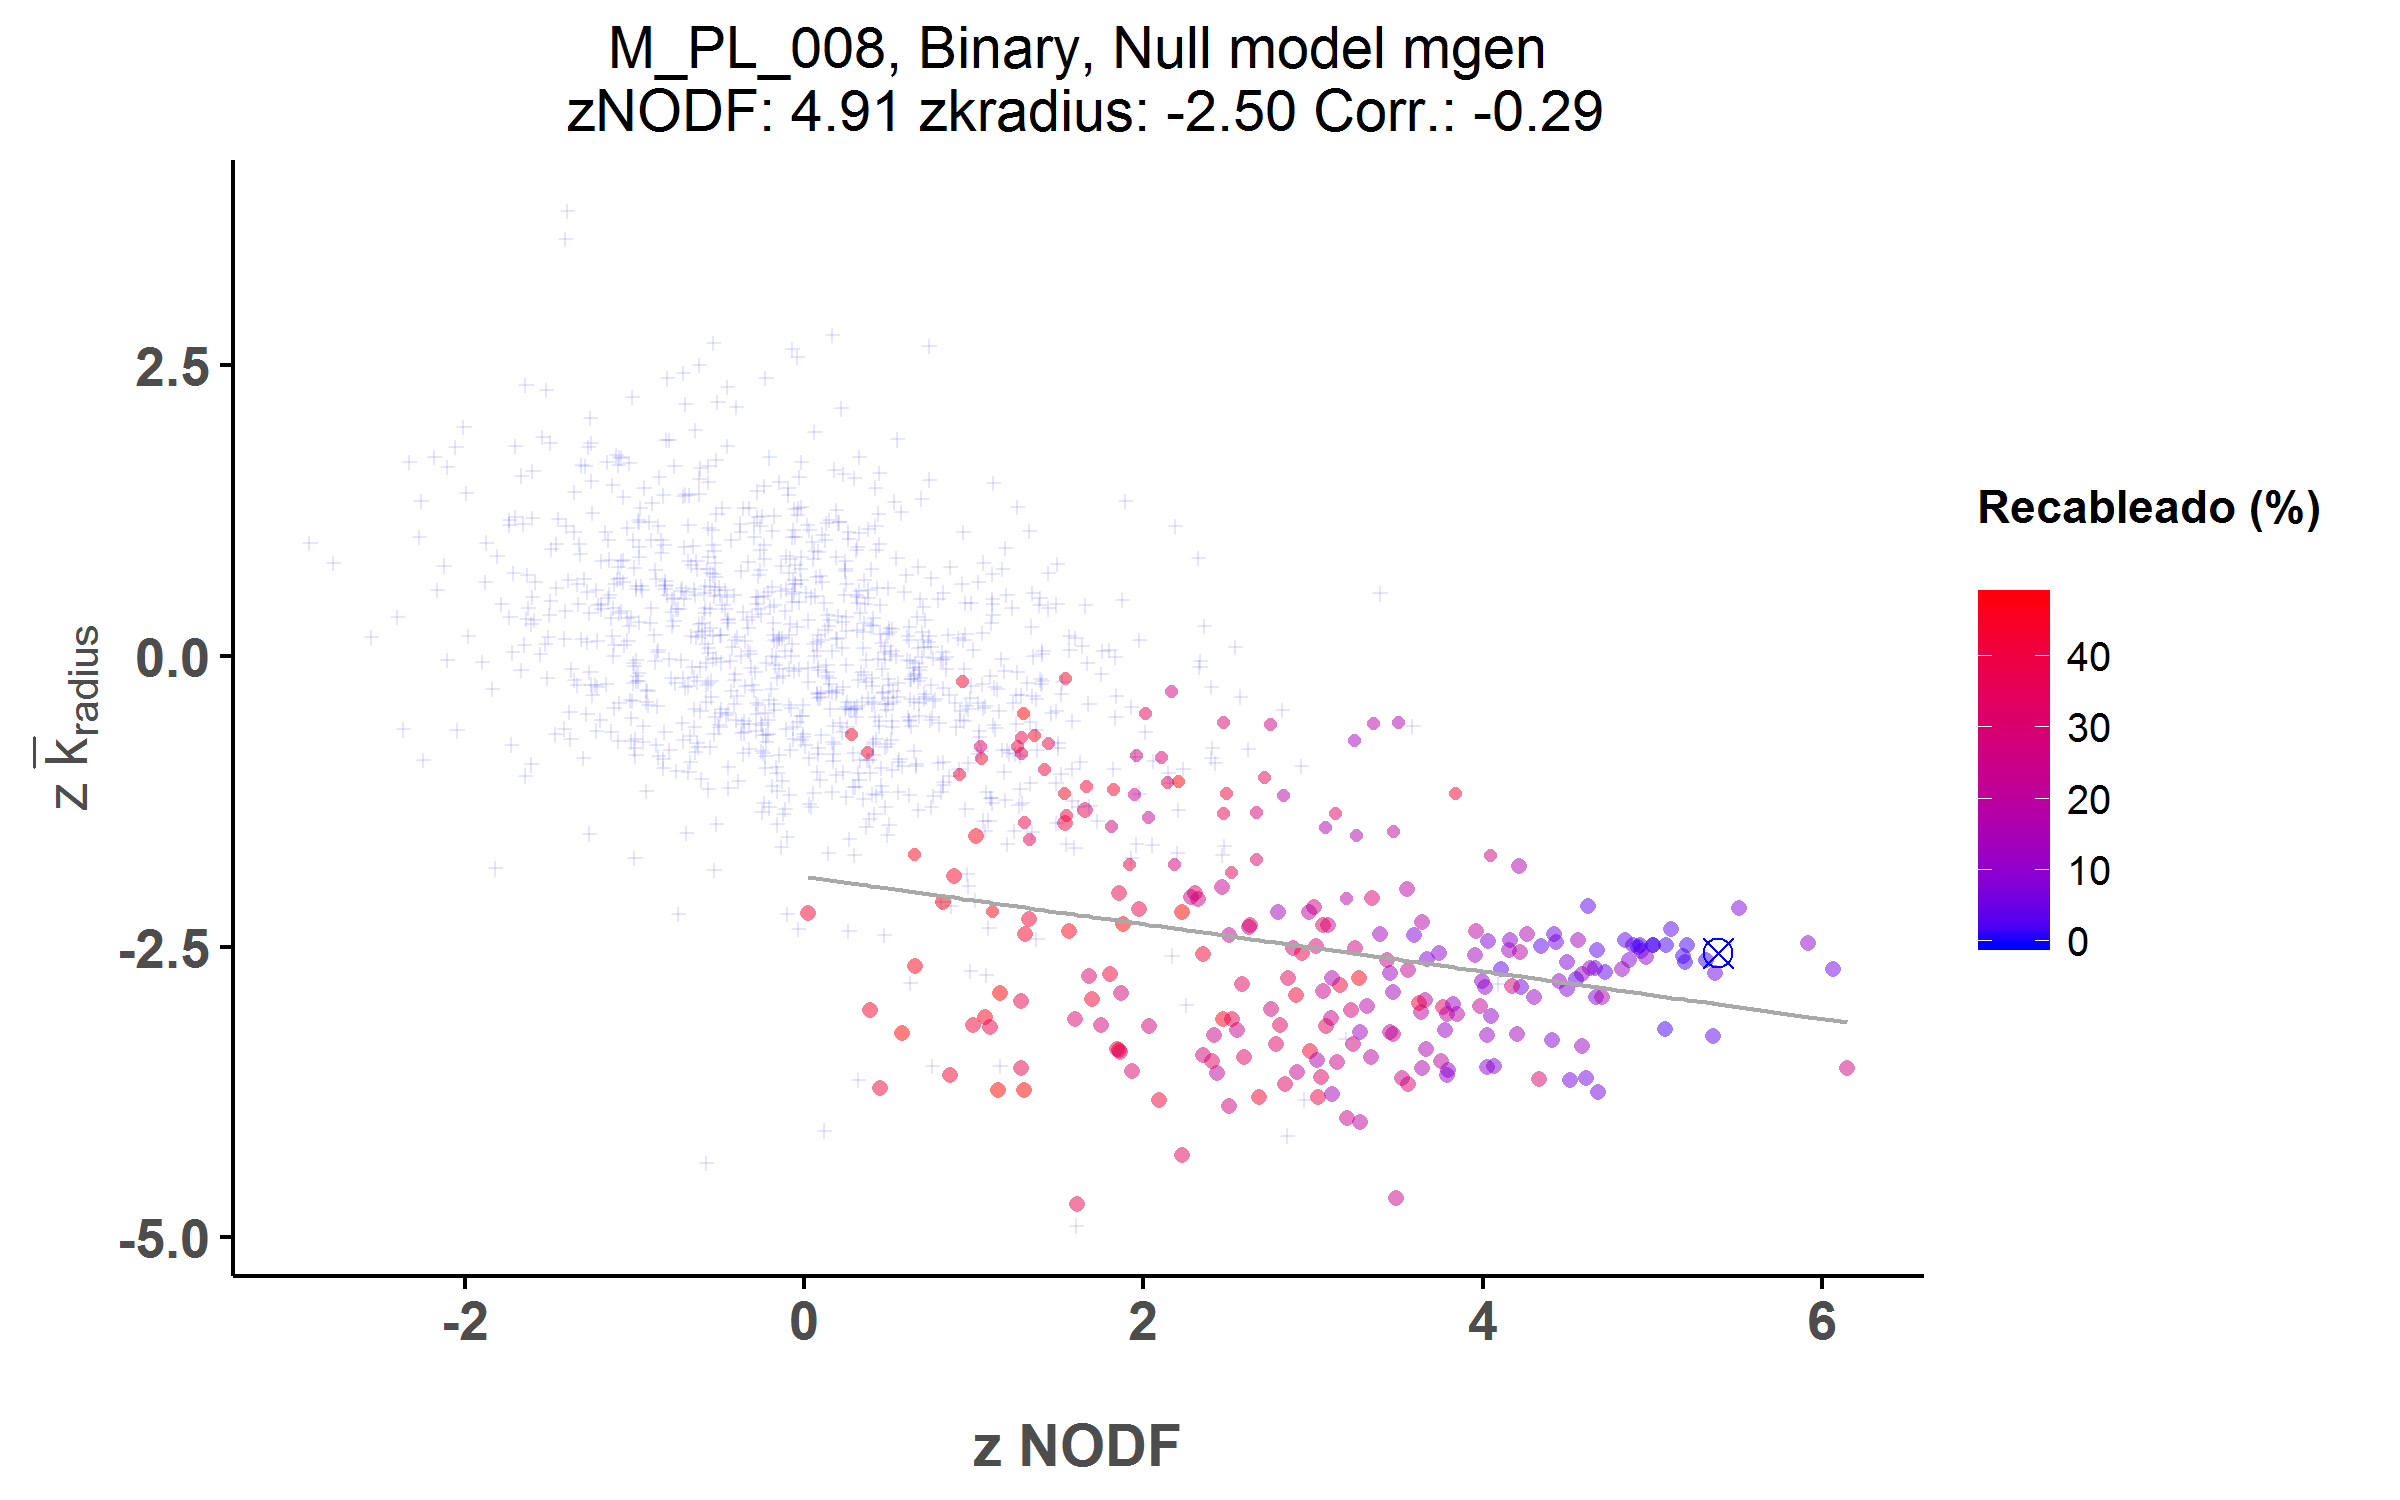 M_PL_008, Binary, Null model mgen
zNODF: 4.91 zkradius: -2.50 Corr.: -0.29
2.5
0.0
-2.5
-5.0
z k̅radius
-2
0
2
4
6
z NODF
Recableado (%)
40
30
20
10
0